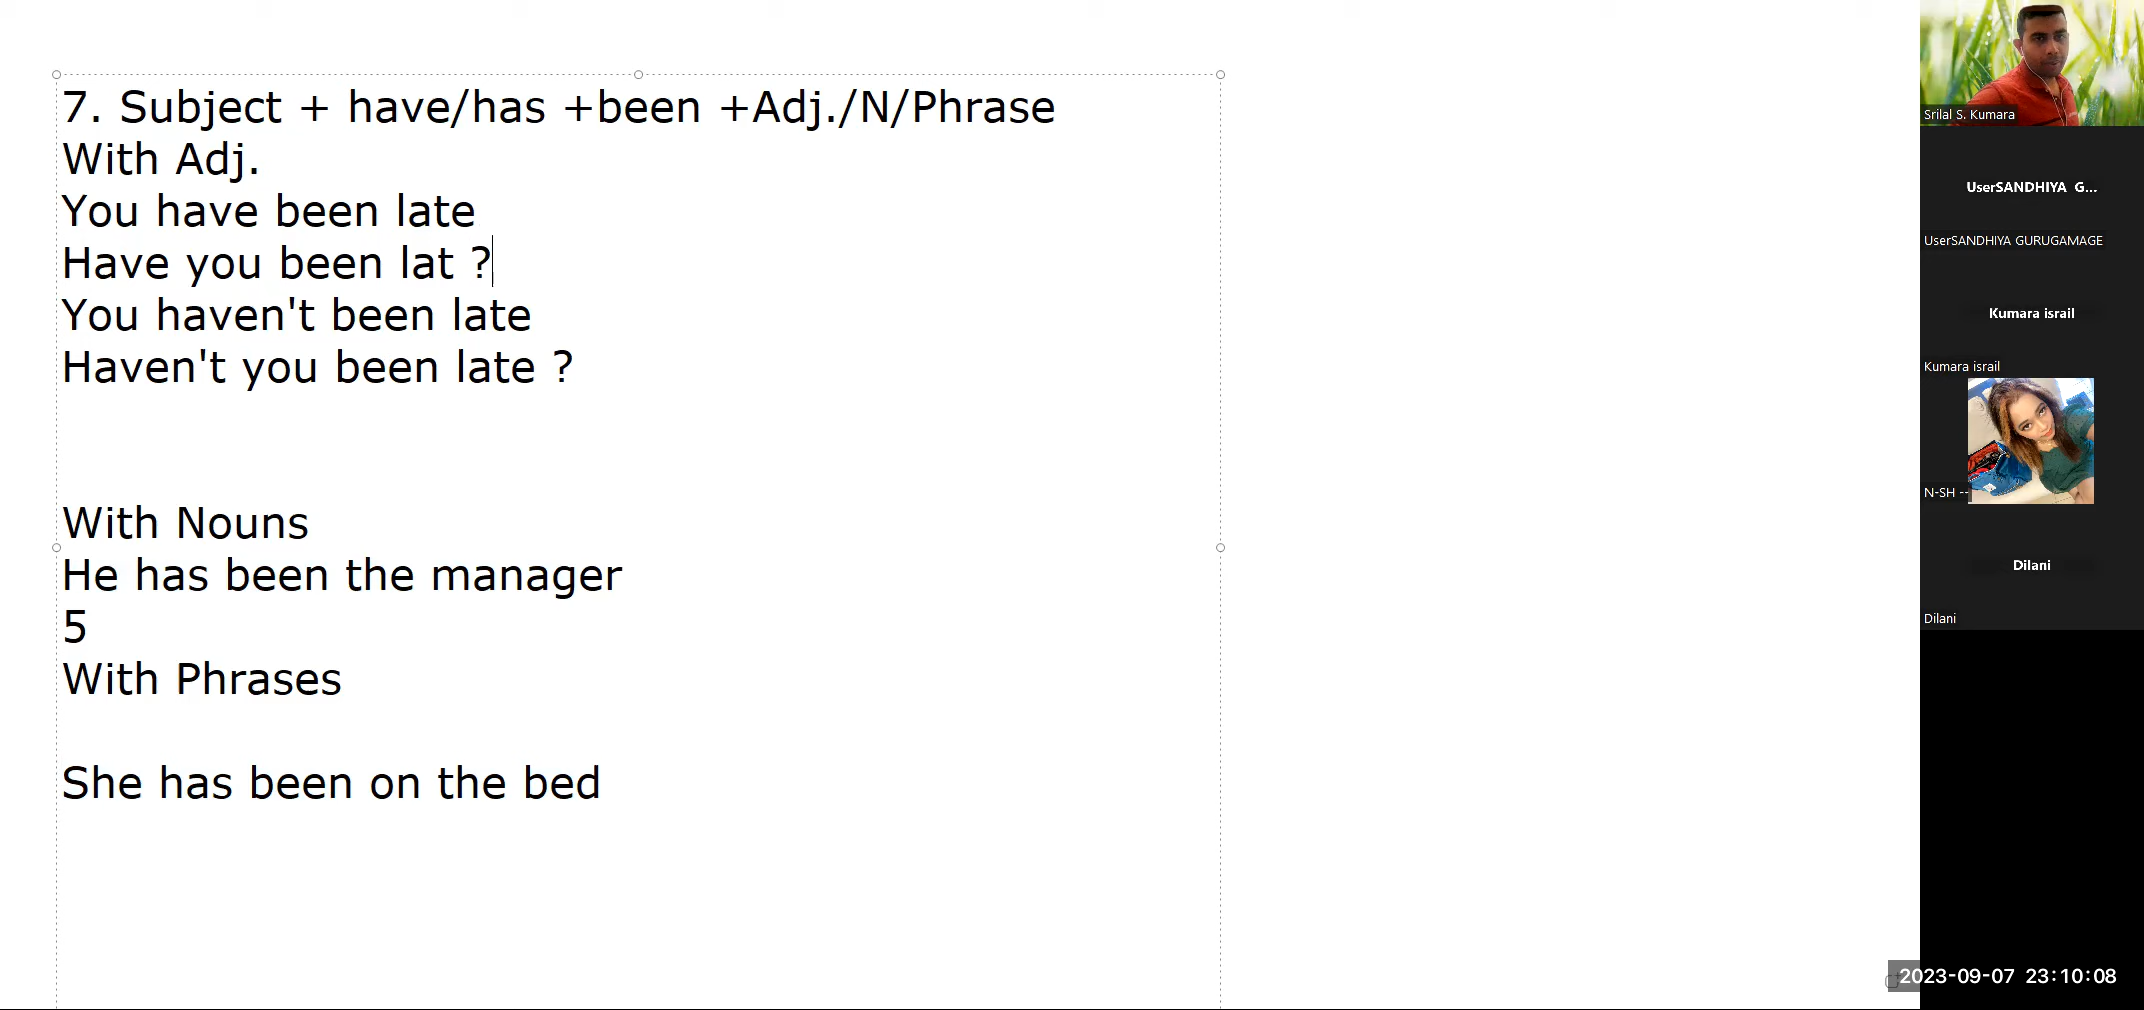 7. Subject + have/has +been +Adj./N/Phrase
With Adj.
You have been late
Have you been lat ?
You haven't been late
Haven't you been late ?
With Nouns
He has been the manager
5
With Phrases
She has been on the bed
Srilal S. Kumara
UserSANDHIYA G...
UserSANDHIYA GURUGAMAGE
Kumara israil
Kumara israil
N-SH --
Dilani
Dilani
2023-09-07 23:10:08